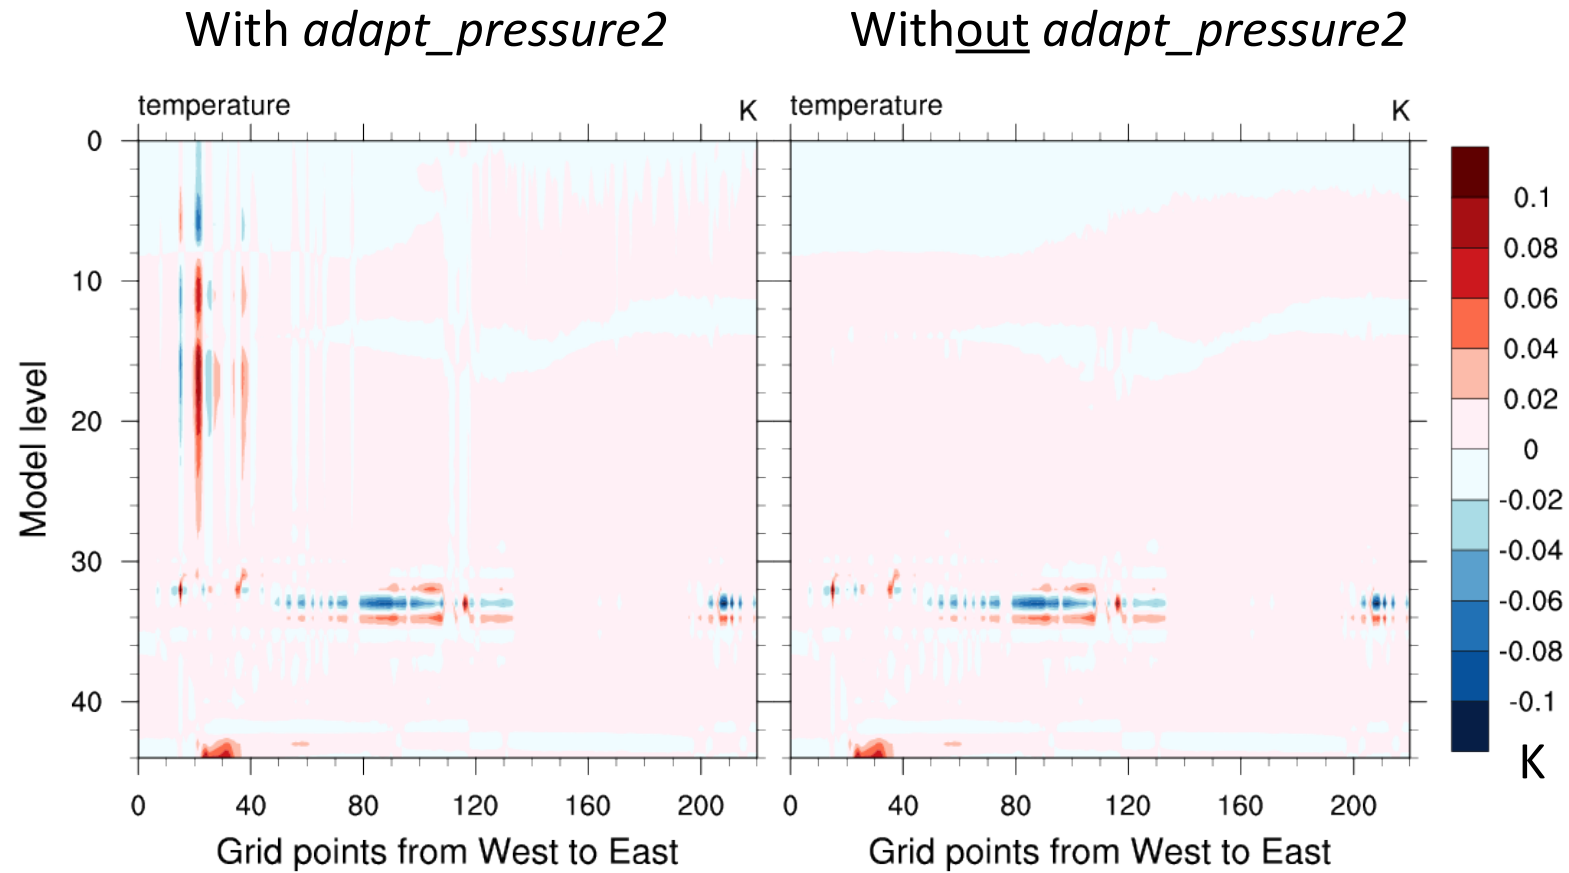 With adapt_pressure2
Without adapt_pressure2
temperature K
temperature K
0
10
20
30
40
Model level
0 40 80 120 160 200
0 40 80 120 160 200
Grid points from West to East
Grid points from West to East
0.1
0.08
0.06
0.04
0.02
0
-0.02
-0.04
-0.06
-0.08
-0.1
K